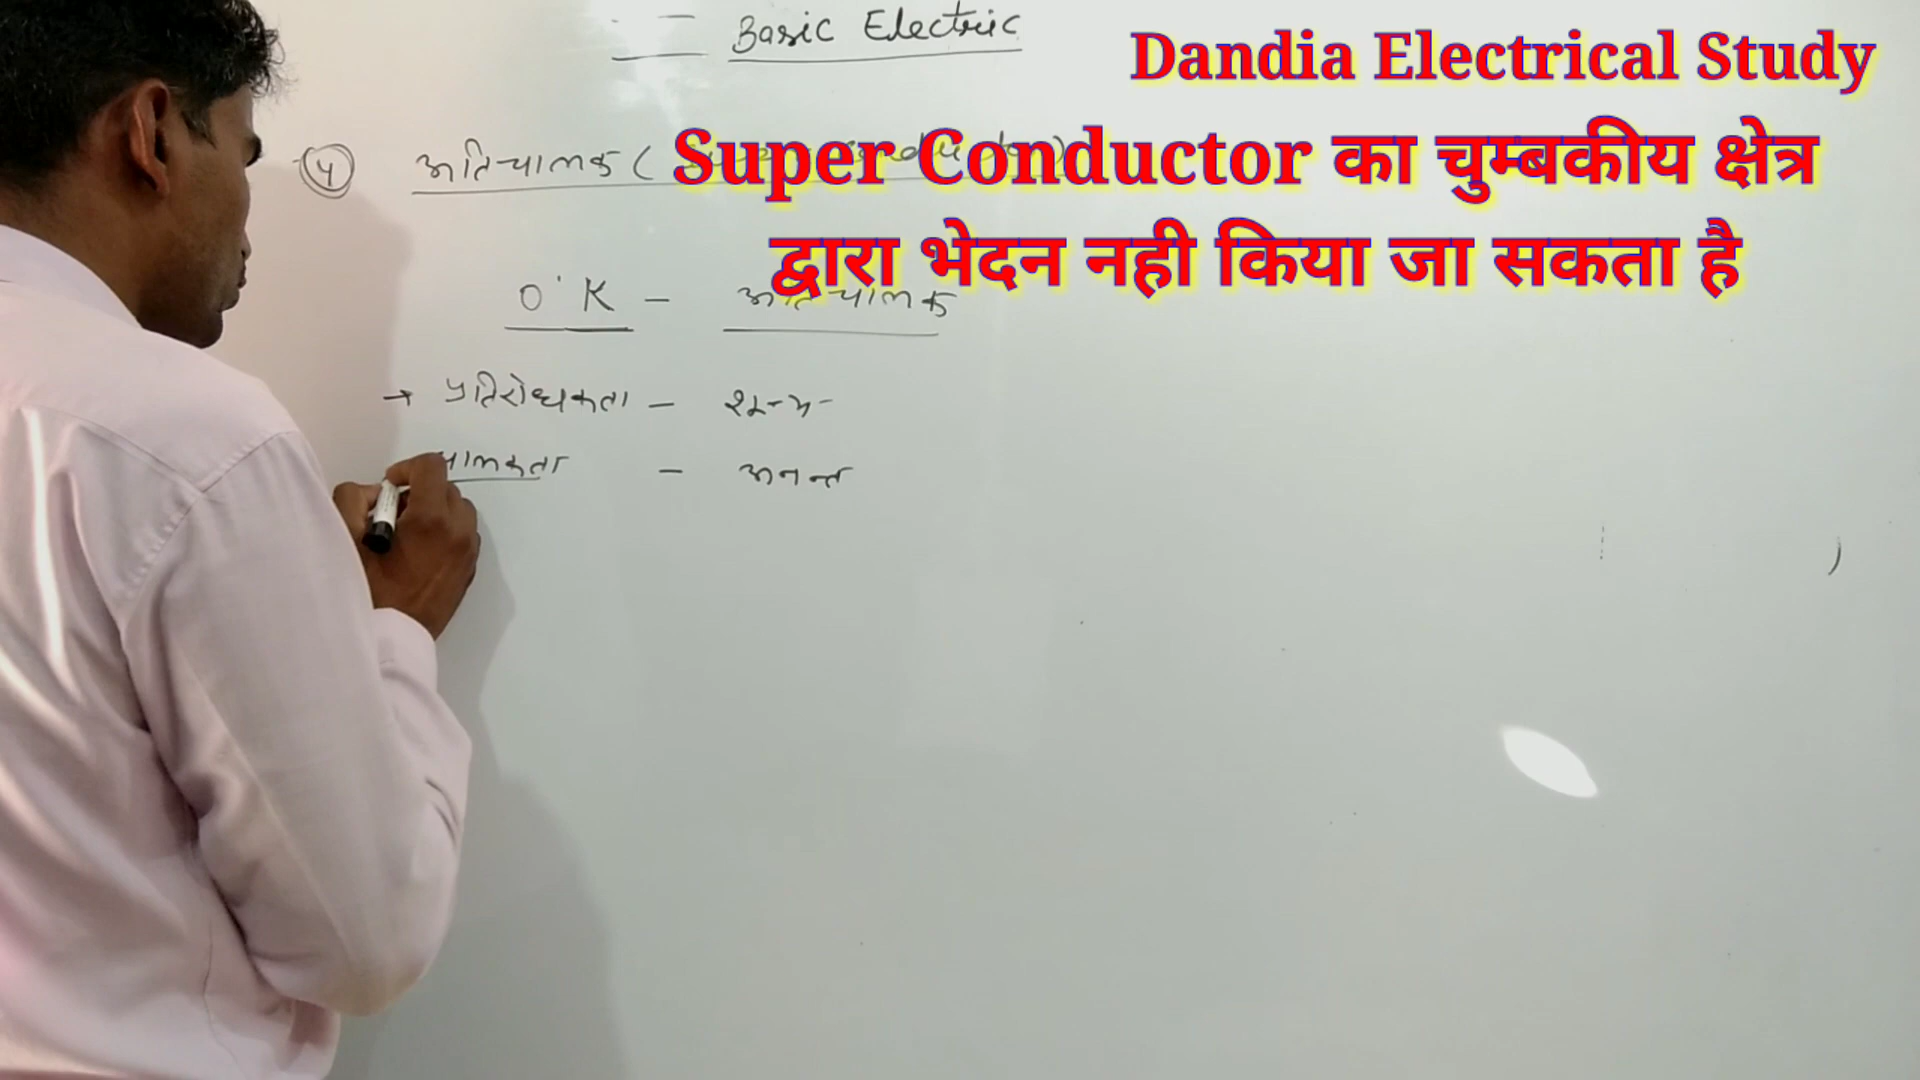 Basic Electric
Dandia Electrical Study
Super Conductor का चुम्बकीय क्षेत्र
द्वारा भेदन नही किया जा सकता है
अतिचालक (
0°K - अतिचालक
→ प्रतिरोधकता - शून्य
चालकता - अनन्त